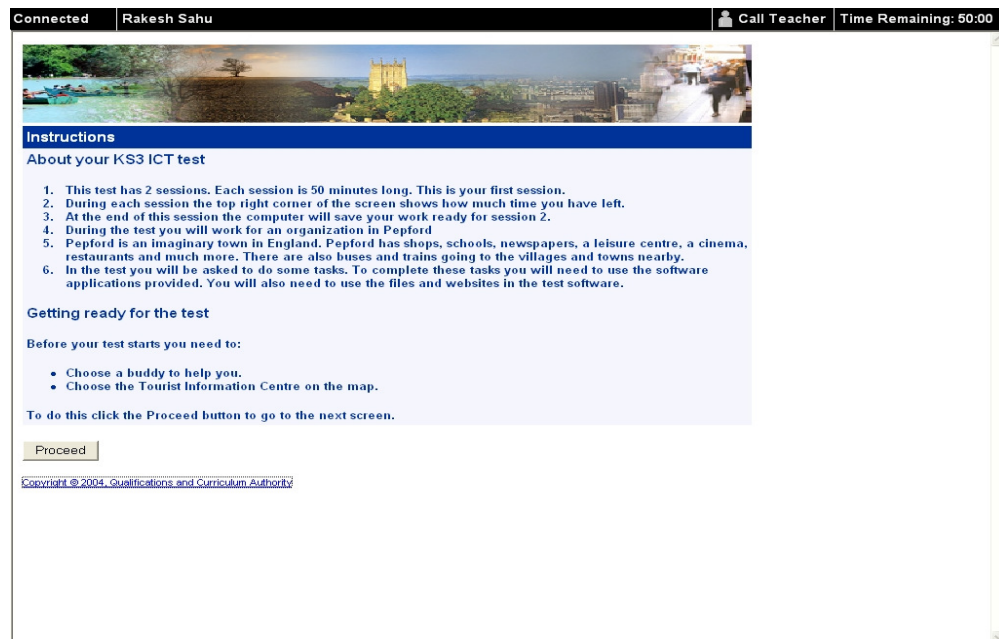 Connected
Rakesh Sahu
Call Teacher
Time Remaining: 50:00
Instructions
About your KS3 ICT test
1. This test has 2 sessions. Each session is 50 minutes long. This is your first session.
2. During each session the top right corner of the screen shows how much time you have left.
3. At the end of this session the computer will save your work ready for session 2.
4. During the test you will work for an organization in Pepford
5. Pepford is an imaginary town in England. Pepford has shops, schools, newspapers, a leisure centre, a cinema,
restaurants and much more. There are also buses and trains going to the villages and towns nearby.
6. In the test you will be asked to do some tasks. To complete these tasks you will need to use the software
applications provided. You will also need to use the files and websites in the test software.
Getting ready for the test
Before your test starts you need to:
• Choose a buddy to help you.
• Choose the Tourist Information Centre on the map.
To do this click the Proceed button to go to the next screen.
Proceed
Copyright © 2004, Qualifications and Curriculum Authority